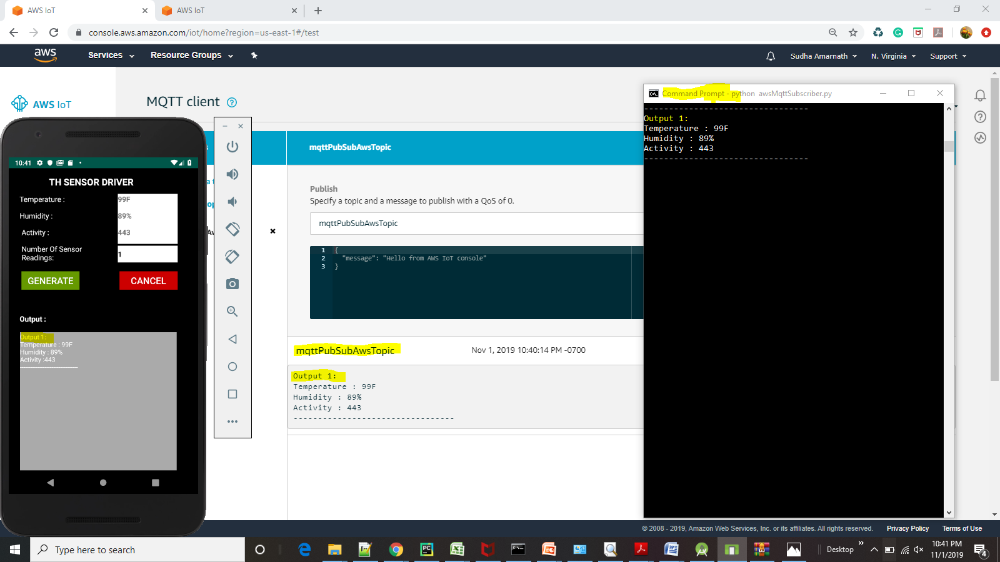 AWS IoT
AWS IoT
console.aws.amazon.com/iot/home?region=us-east-1#/test
aws
Services
Resource Groups
Sudha Amarnath
N. Virginia
Support
AWS IoT
MQTT client
mqttPubSubAwsTopic
Publish
Specify a topic and a message to publish with a QoS of 0.
mqttPubSubAwsTopic
1 {
2 "message": "Hello from AWS IoT console"
3 }
mqttPubSubAwsTopic
Nov 1, 2019 10:40:14 PM -0700
Output 1:
Temperature : 99F
Humidity : 89%
Activity : 443
---------------------------------
10:41
TH SENSOR DRIVER
Temperature : 99F
Humidity : 89%
Activity : 443
Number Of Sensor
Readings: 1
GENERATE
CANCEL
Output :
Output 1:
Temperature : 99F
Humidity : 89%
Activity :443
Command Prompt - python awsMqttSubscriber.py
---------------------------------
Output 1:
Temperature : 99F
Humidity : 89%
Activity : 443
---------------------------------
© 2008 - 2019, Amazon Web Services, Inc. or its affiliates. All rights reserved.
Privacy Policy
Terms of Use
Type here to search
Desktop
10:41 PM
11/1/2019
4